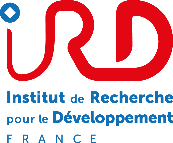 IRD
Institut de Recherche
pour le Développement
FRANCE